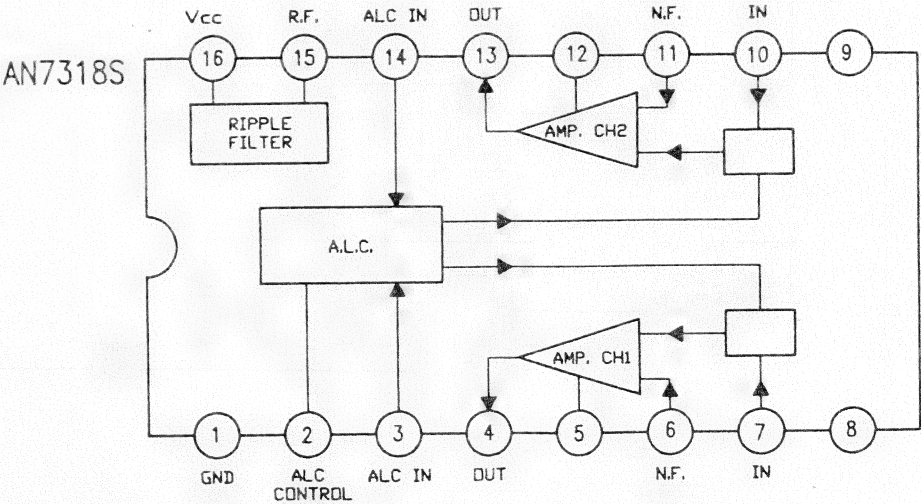 Vcc R.F. ALC IN OUT N.F. IN
16 15 14 13 12 11 10 9
AN7318S
RIPPLE
FILTER
AMP. CH2
A.L.C.
AMP. CH1
1 2 3 4 5 6 7 8
GND ALC ALC IN OUT N.F. IN
CONTROL